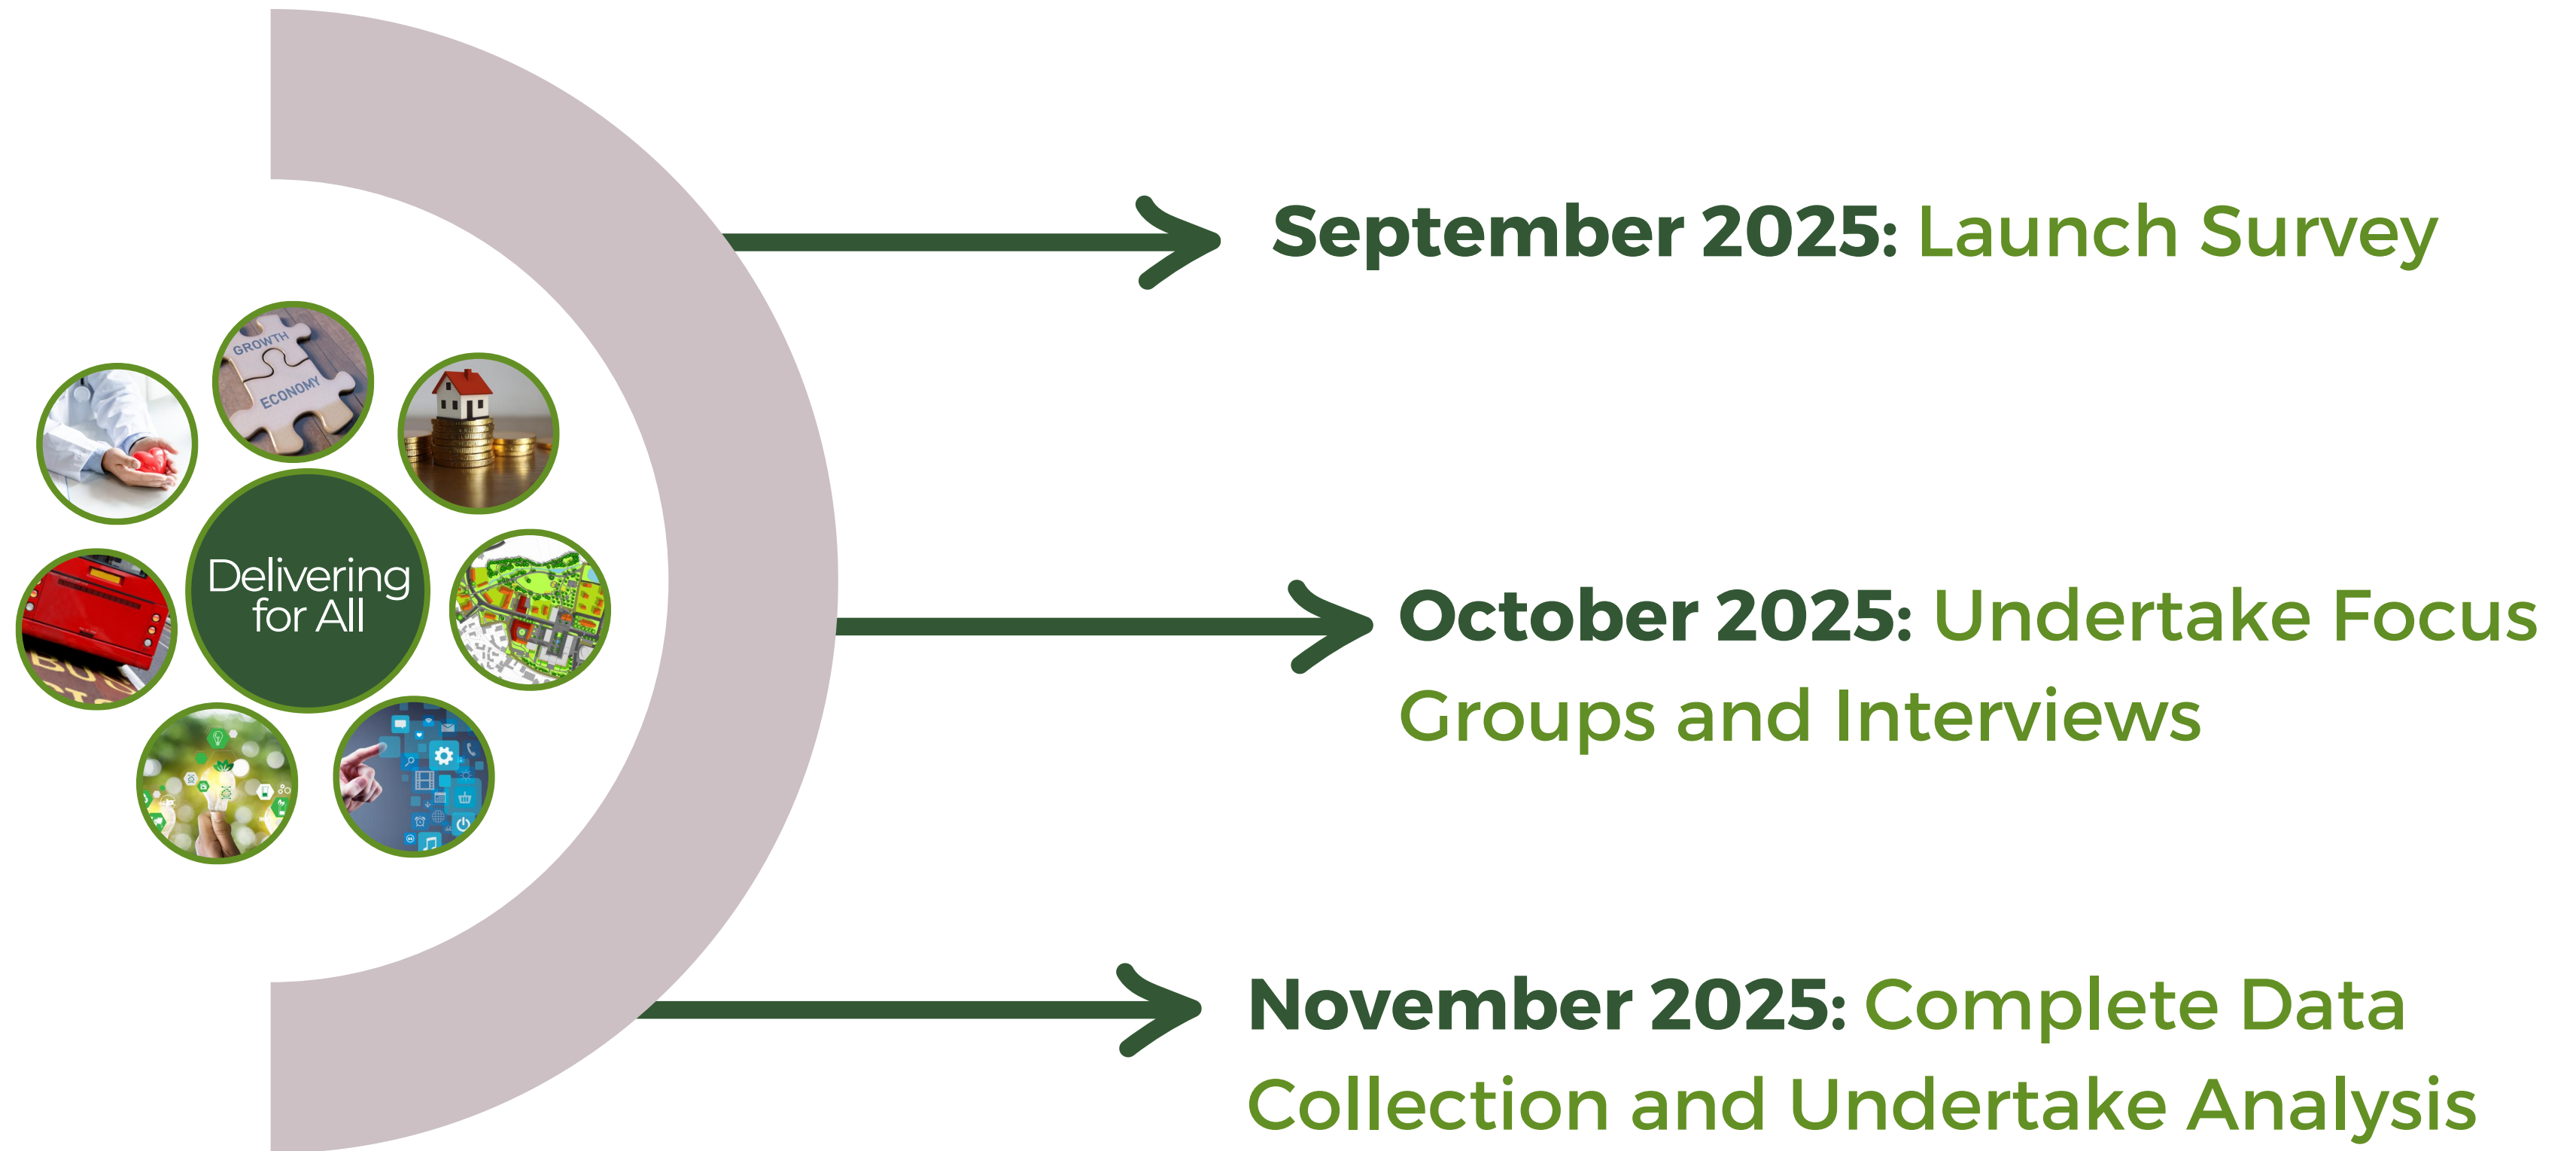 September 2025: Launch Survey
GROWTH
ECONOMY
Delivering
for All
October 2025: Undertake Focus
Groups and Interviews
November 2025: Complete Data
Collection and Undertake Analysis